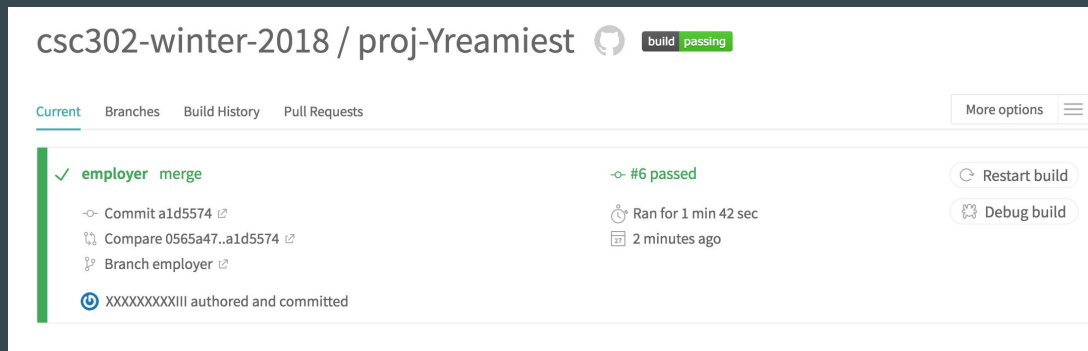 csc302-winter-2018 / proj-Yreamiest build passing
Current Branches Build History Pull Requests More options
employer merge #6 passed Restart build
Commit a1d5574 Ran for 1 min 42 sec Debug build
Compare 0565a47..a1d5574 2 minutes ago
Branch employer
XXXXXXXXXIII authored and committed